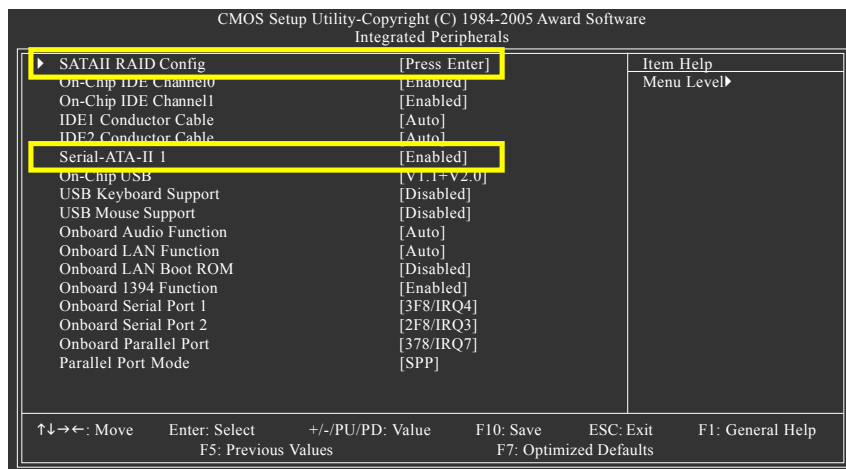 CMOS Setup Utility-Copyright (C) 1984-2005 Award Software
Integrated Peripherals
SATAII RAID Config [Press Enter] Item Help
On-Chip IDE Channel0 [Enabled] Menu Level
On-Chip IDE Channel1 [Enabled]
IDE1 Conductor Cable [Auto]
IDE2 Conductor Cable [Auto]
Serial-ATA-II 1 [Enabled]
On-Chip USB [V1.1+V2.0]
USB Keyboard Support [Disabled]
USB Mouse Support [Disabled]
Onboard Audio Function [Auto]
Onboard LAN Function [Auto]
Onboard LAN Boot ROM [Disabled]
Onboard 1394 Function [Enabled]
Onboard Serial Port 1 [3F8/IRQ4]
Onboard Serial Port 2 [2F8/IRQ3]
Onboard Parallel Port [378/IRQ7]
Parallel Port Mode [SPP]
↑↓→←: Move Enter: Select +/-/PU/PD: Value F10: Save ESC: Exit F1: General Help
F5: Previous Values F7: Optimized Defaults